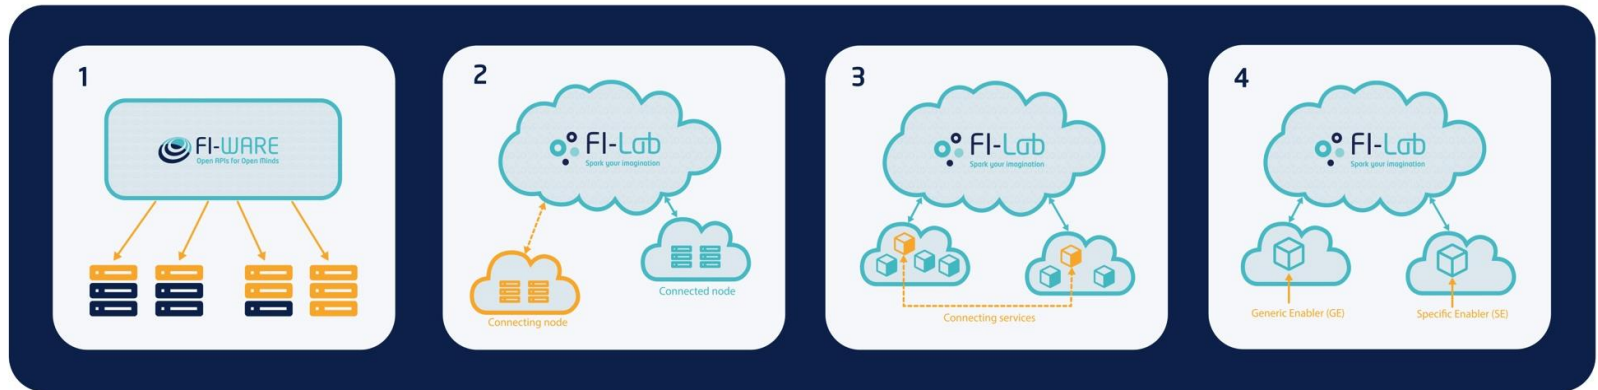 1
FI-WARE
Open APIs for Open Minds
2
FI-Lab
Spark your imagination
Connected node
Connecting node
3
FI-Lab
Spark your imagination
Connecting services
4
FI-Lab
Spark your imagination
Generic Enabler (GE)
Specific Enabler (SE)